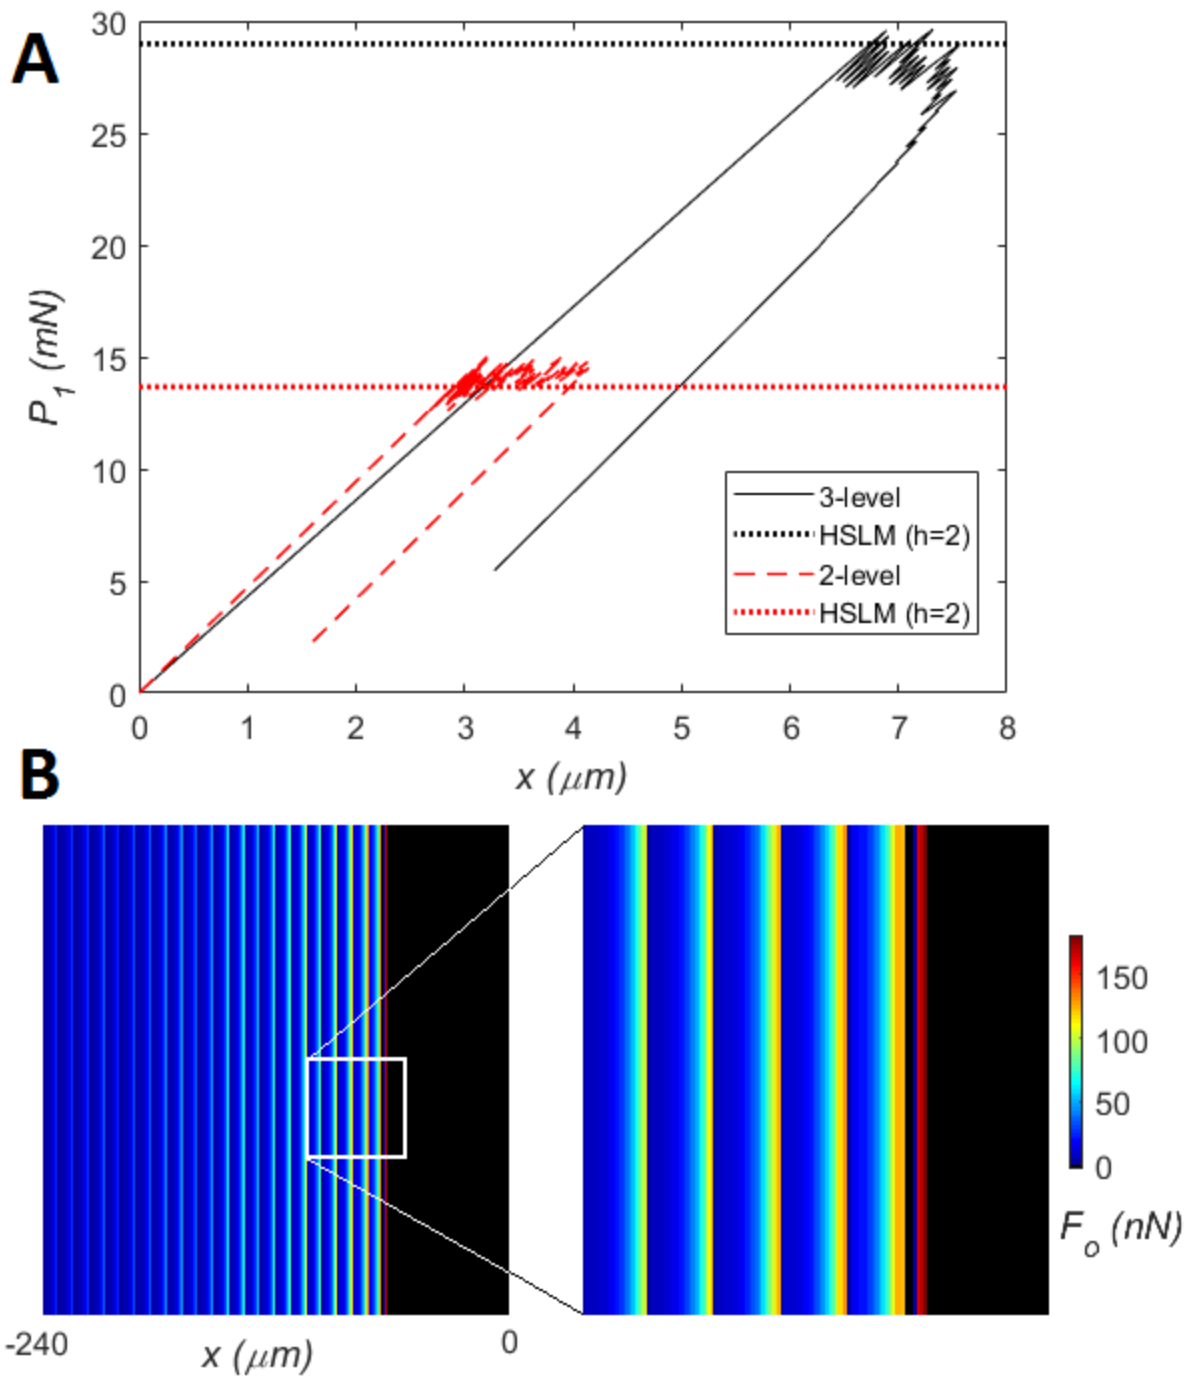 A
30
25
20
15
10
5
0
P1 (mN)
3-level
HSLM (h=2)
2-level
HSLM (h=2)
0 1 2 3 4 5 6 7 8
x (μm)
B
150
100
50
0
Fo (nN)
-240 0
x (μm)